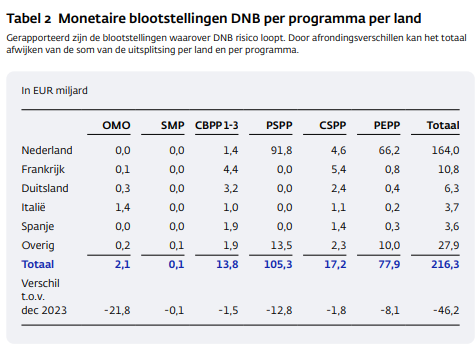 Tabel 2 Monetaire blootstellingen DNB per programma per land
Gerapporteerd zijn de blootstellingen waarover DNB risico loopt. Door afrondingsverschillen kan het totaal
afwijken van de som van de uitsplitsing per land en per programma.
In EUR miljard
OMO SMP CBPP1-3 PSPP CSPP PEPP Totaal
Nederland 0,0 0,0 1,4 91,8 4,6 66,2 164,0
Frankrijk 0,1 0,0 4,4 0,0 5,4 0,8 10,8
Duitsland 0,3 0,0 3,2 0,0 2,4 0,4 6,3
Italië 1,4 0,0 1,0 0,0 1,1 0,2 3,7
Spanje 0,0 0,0 1,9 0,0 1,4 0,3 3,6
Overig 0,2 0,1 1,9 13,5 2,3 10,0 27,9
Totaal 2,1 0,1 13,8 105,3 17,2 77,9 216,3
Verschil
t.o.v.
dec 2023 -21,8 -0,1 -1,5 -12,8 -1,8 -8,1 -46,2